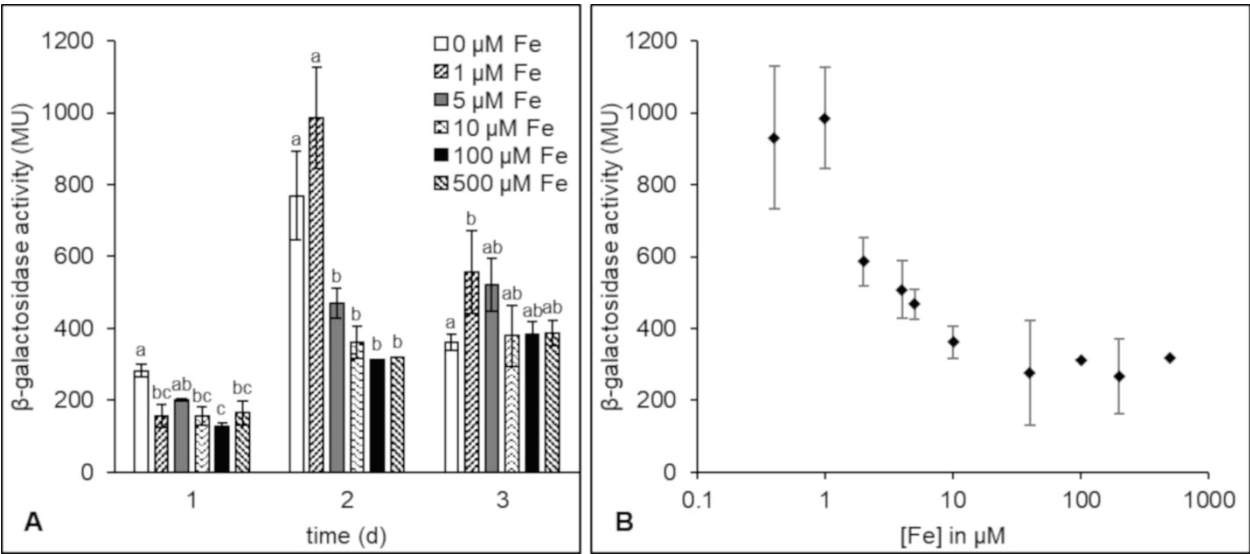 β-galactosidase activity (MU)
1200
1000
800
600
400
200
0
0 µM Fe
1 µM Fe
5 µM Fe
10 µM Fe
100 µM Fe
500 µM Fe
a
bc
ab
bc
c
bc
a
a
b
b
b
b
a
b
ab
ab
ab
ab
1
2
3
time (d)
A
β-galactosidase activity (MU)
1200
1000
800
600
400
200
0
0.1
1
10
100
1000
[Fe] in µM
B